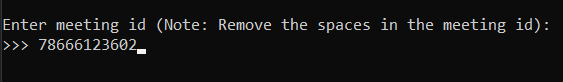 Enter meeting id (Note: Remove the spaces in the meeting id):
>>> 78666123602